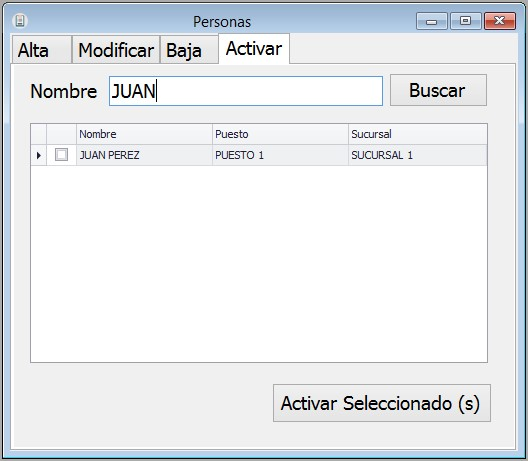 Personas
Alta Modificar Baja Activar
Nombre JUAN Buscar
Nombre Puesto Sucursal
JUAN PEREZ PUESTO 1 SUCURSAL 1
Activar Seleccionado (s)